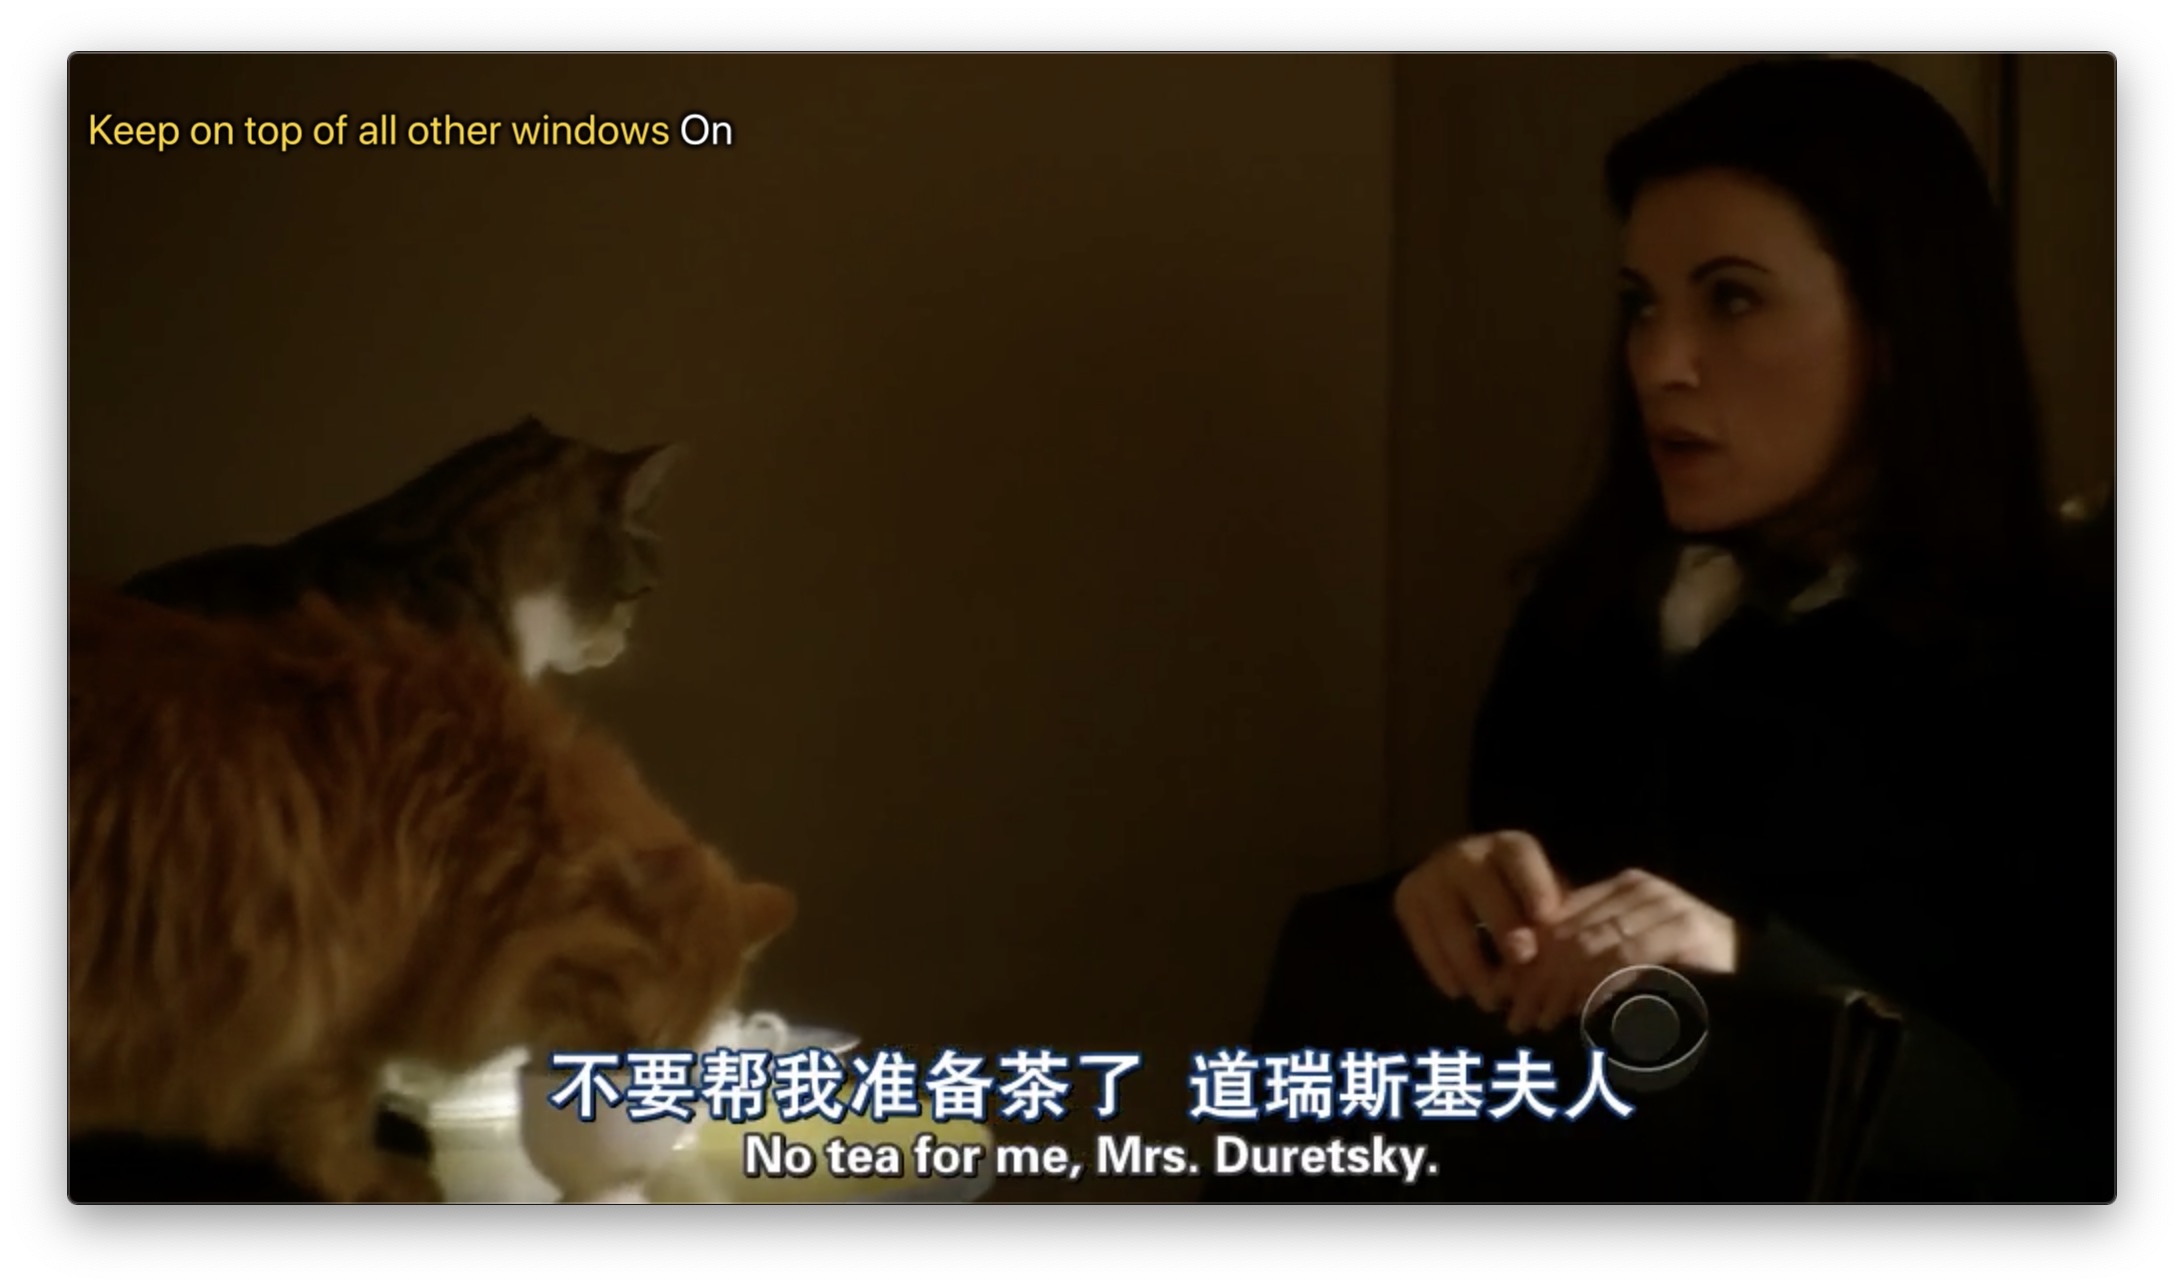 Keep on top of all other windows On
不要帮我准备茶了 道瑞斯基夫人
No tea for me, Mrs. Duretsky.